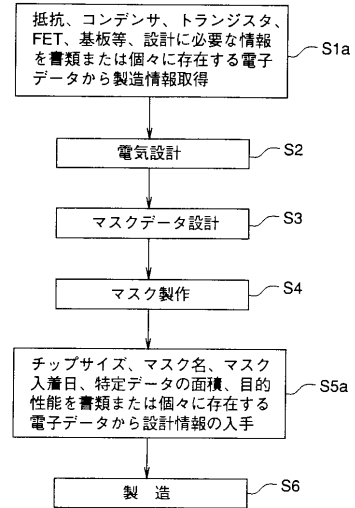 抵抗、コンデンサ、トランジスタ、
FET、基板等、設計に必要な情報
を書類または個々に存在する電子
データから製造情報取得
S1a
電気設計
S2
マスクデータ設計
S3
マスク製作
S4
チップサイズ、マスク名、マスク
入着日、特定データの面積、目的
性能を書類または個々に存在する
電子データから設計情報の入手
S5a
製 造
S6